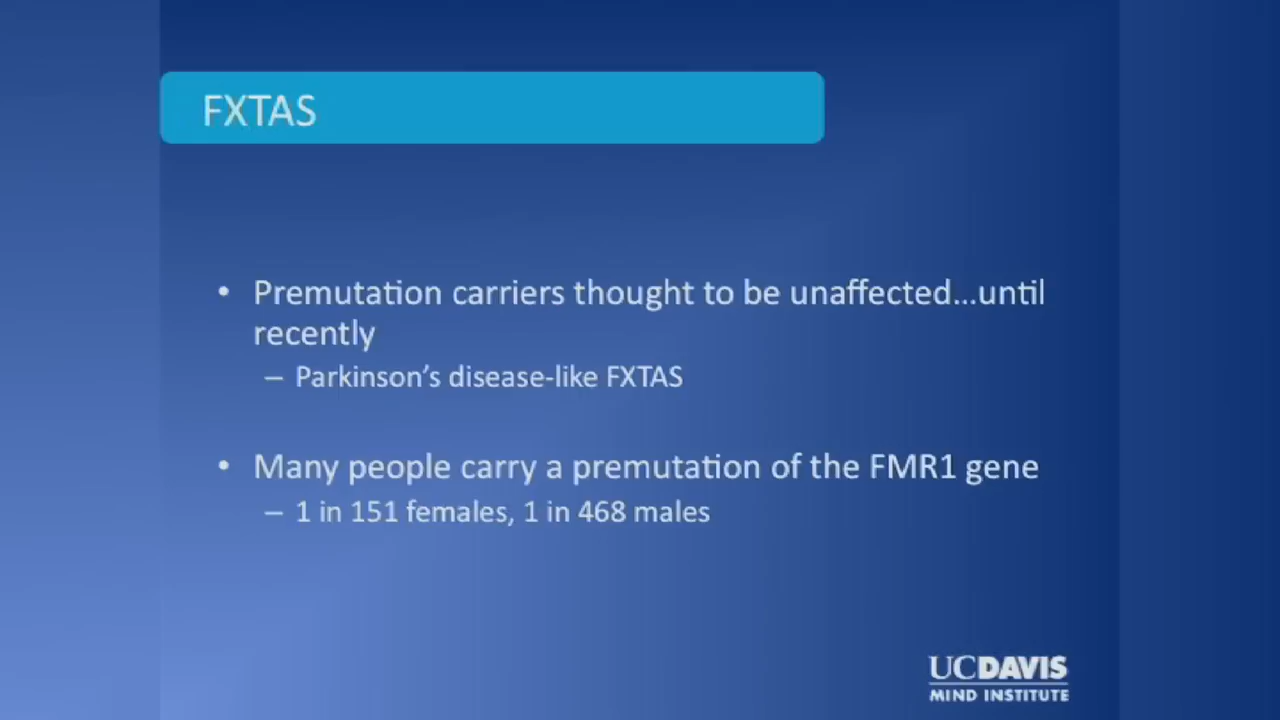 FXTAS
• Premutation carriers thought to be unaffected…until
recently
– Parkinson’s disease-like FXTAS
• Many people carry a premutation of the FMR1 gene
– 1 in 151 females, 1 in 468 males
UCDAVIS
MIND INSTITUTE